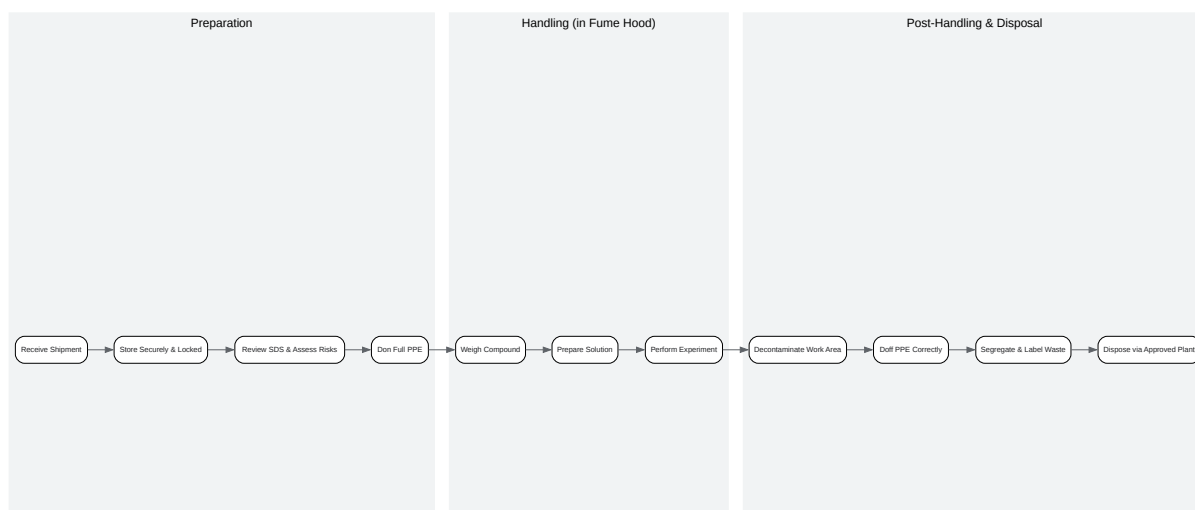 Preparation
Handling (in Fume Hood)
Post-Handling & Disposal
Receive Shipment
Store Securely & Locked
Review SDS & Assess Risks
Don Full PPE
Weigh Compound
Prepare Solution
Perform Experiment
Decontaminate Work Area
Doff PPE Correctly
Segregate & Label Waste
Dispose via Approved Plant